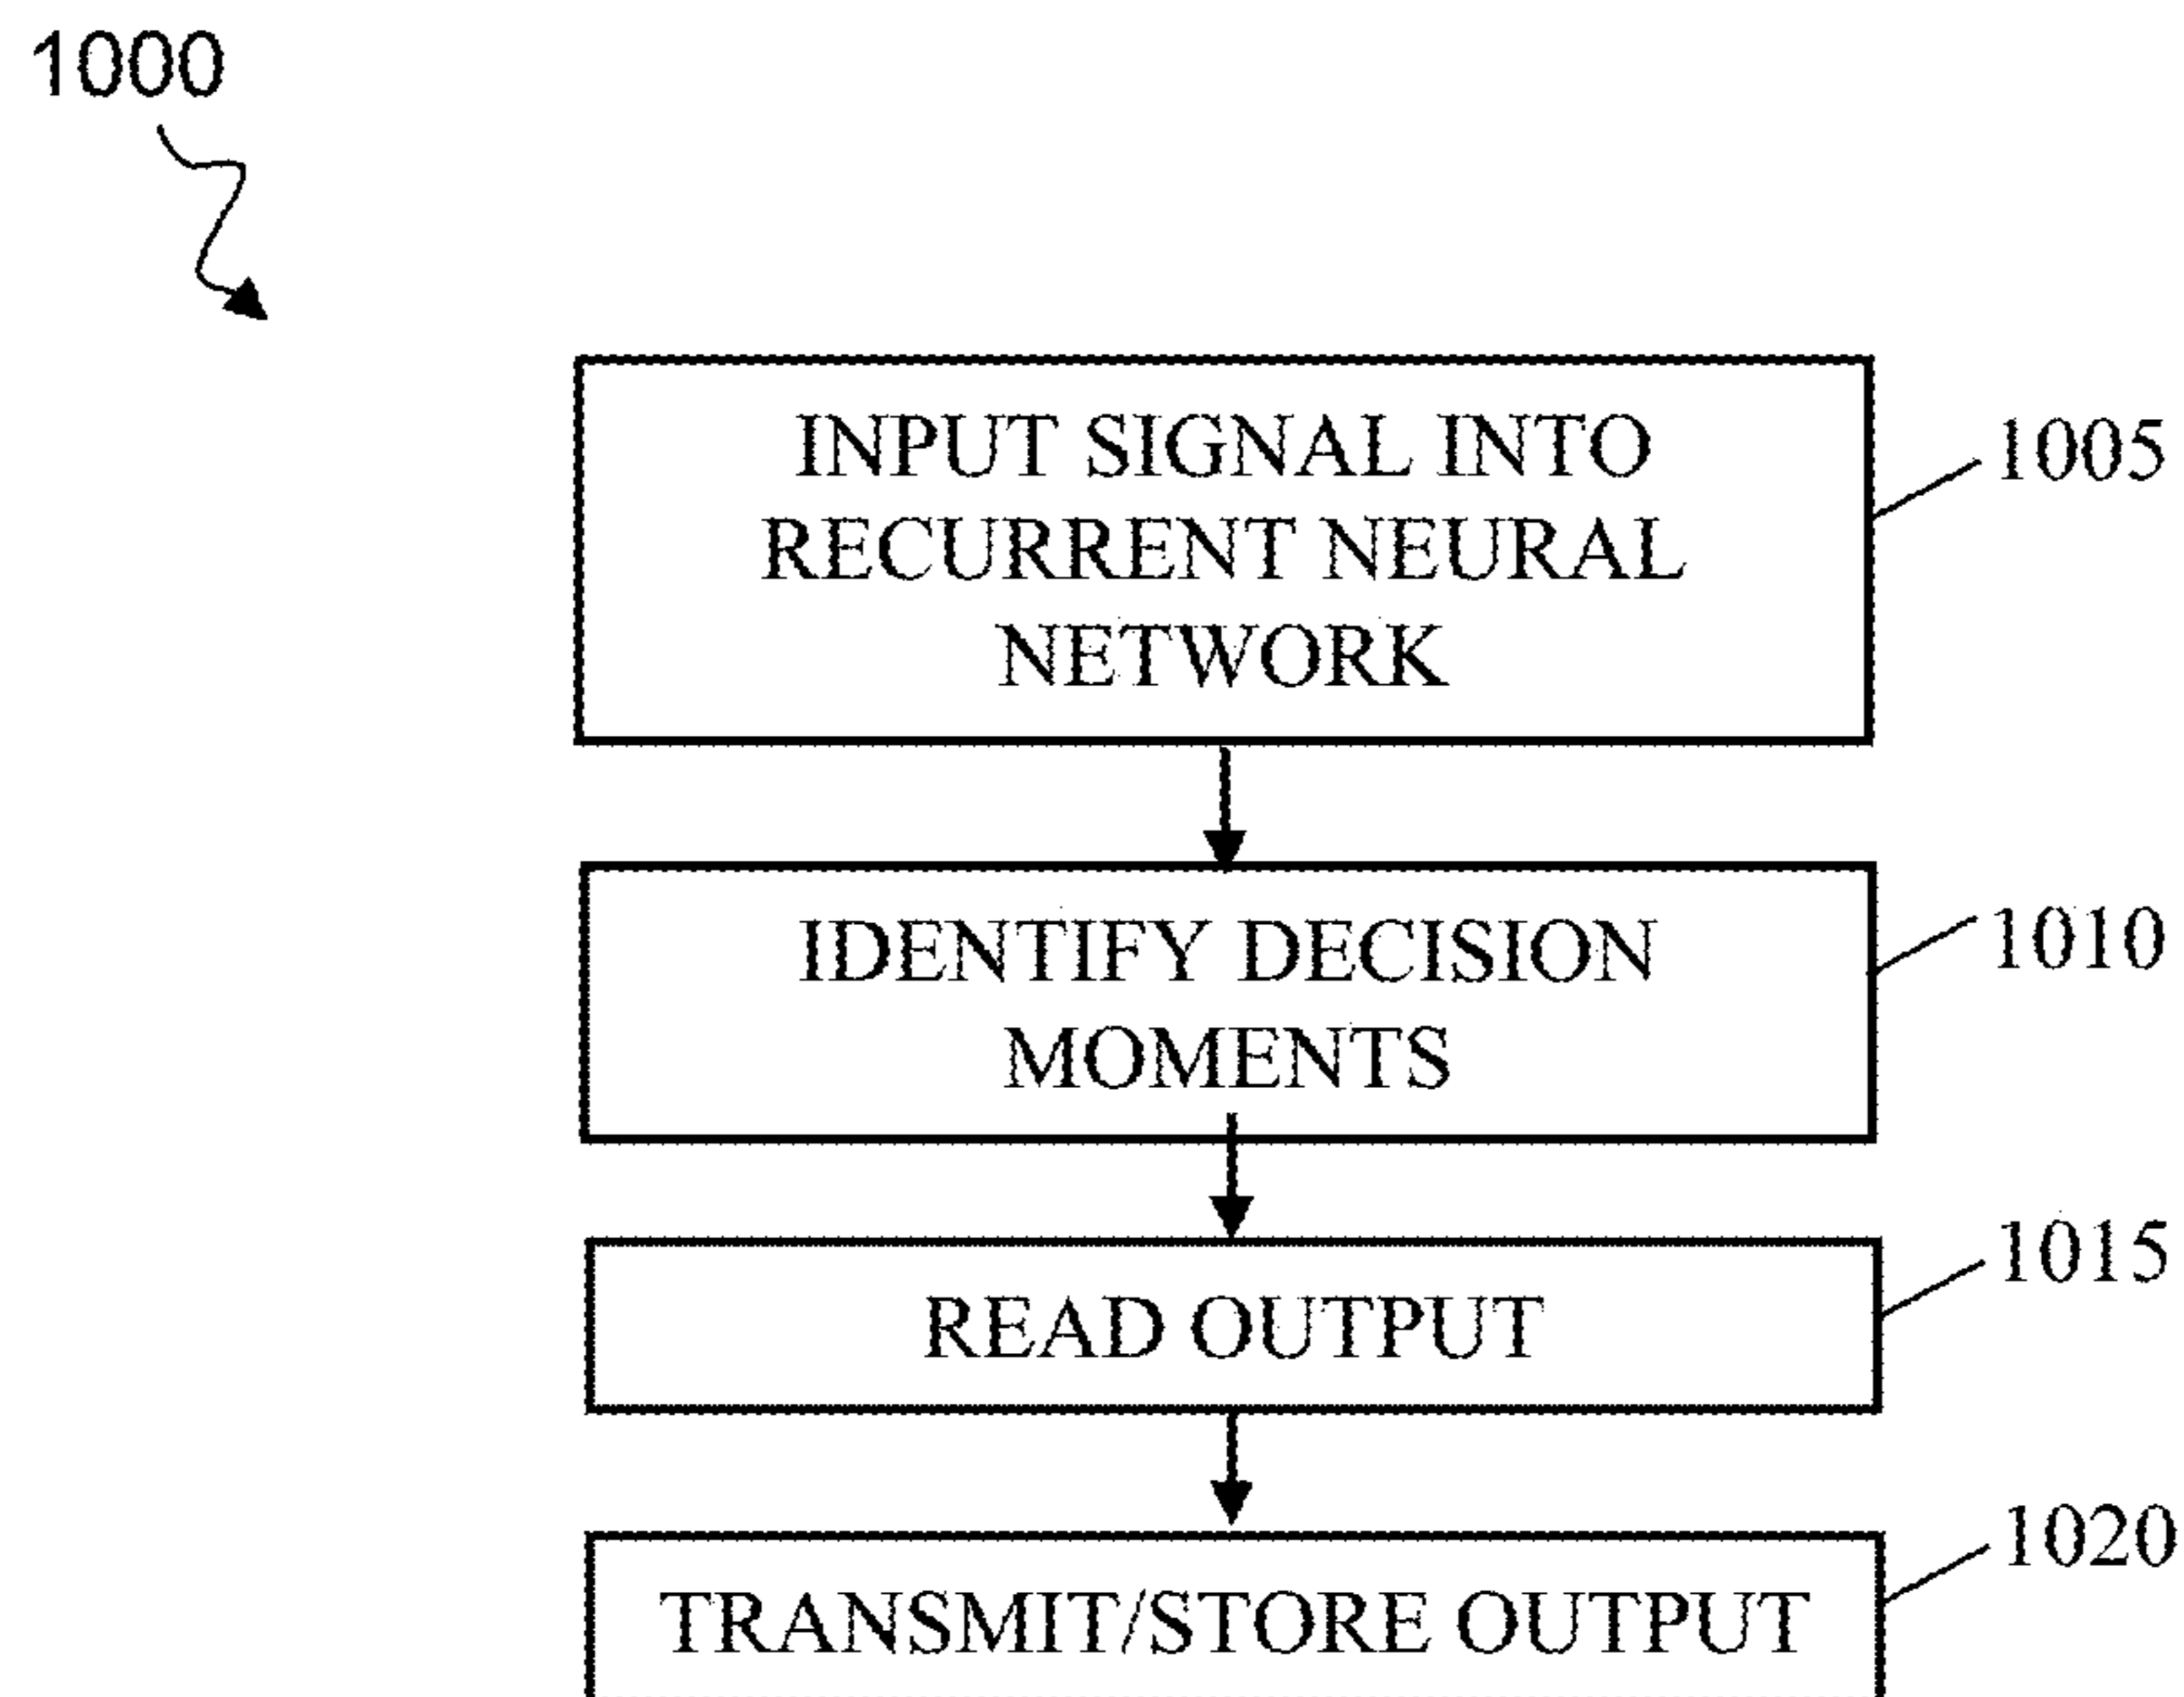 1000
INPUT SIGNAL INTO
RECURRENT NEURAL
NETWORK
1005
IDENTIFY DECISION
MOMENTS
1010
READ OUTPUT
1015
TRANSMIT/STORE OUTPUT
1020